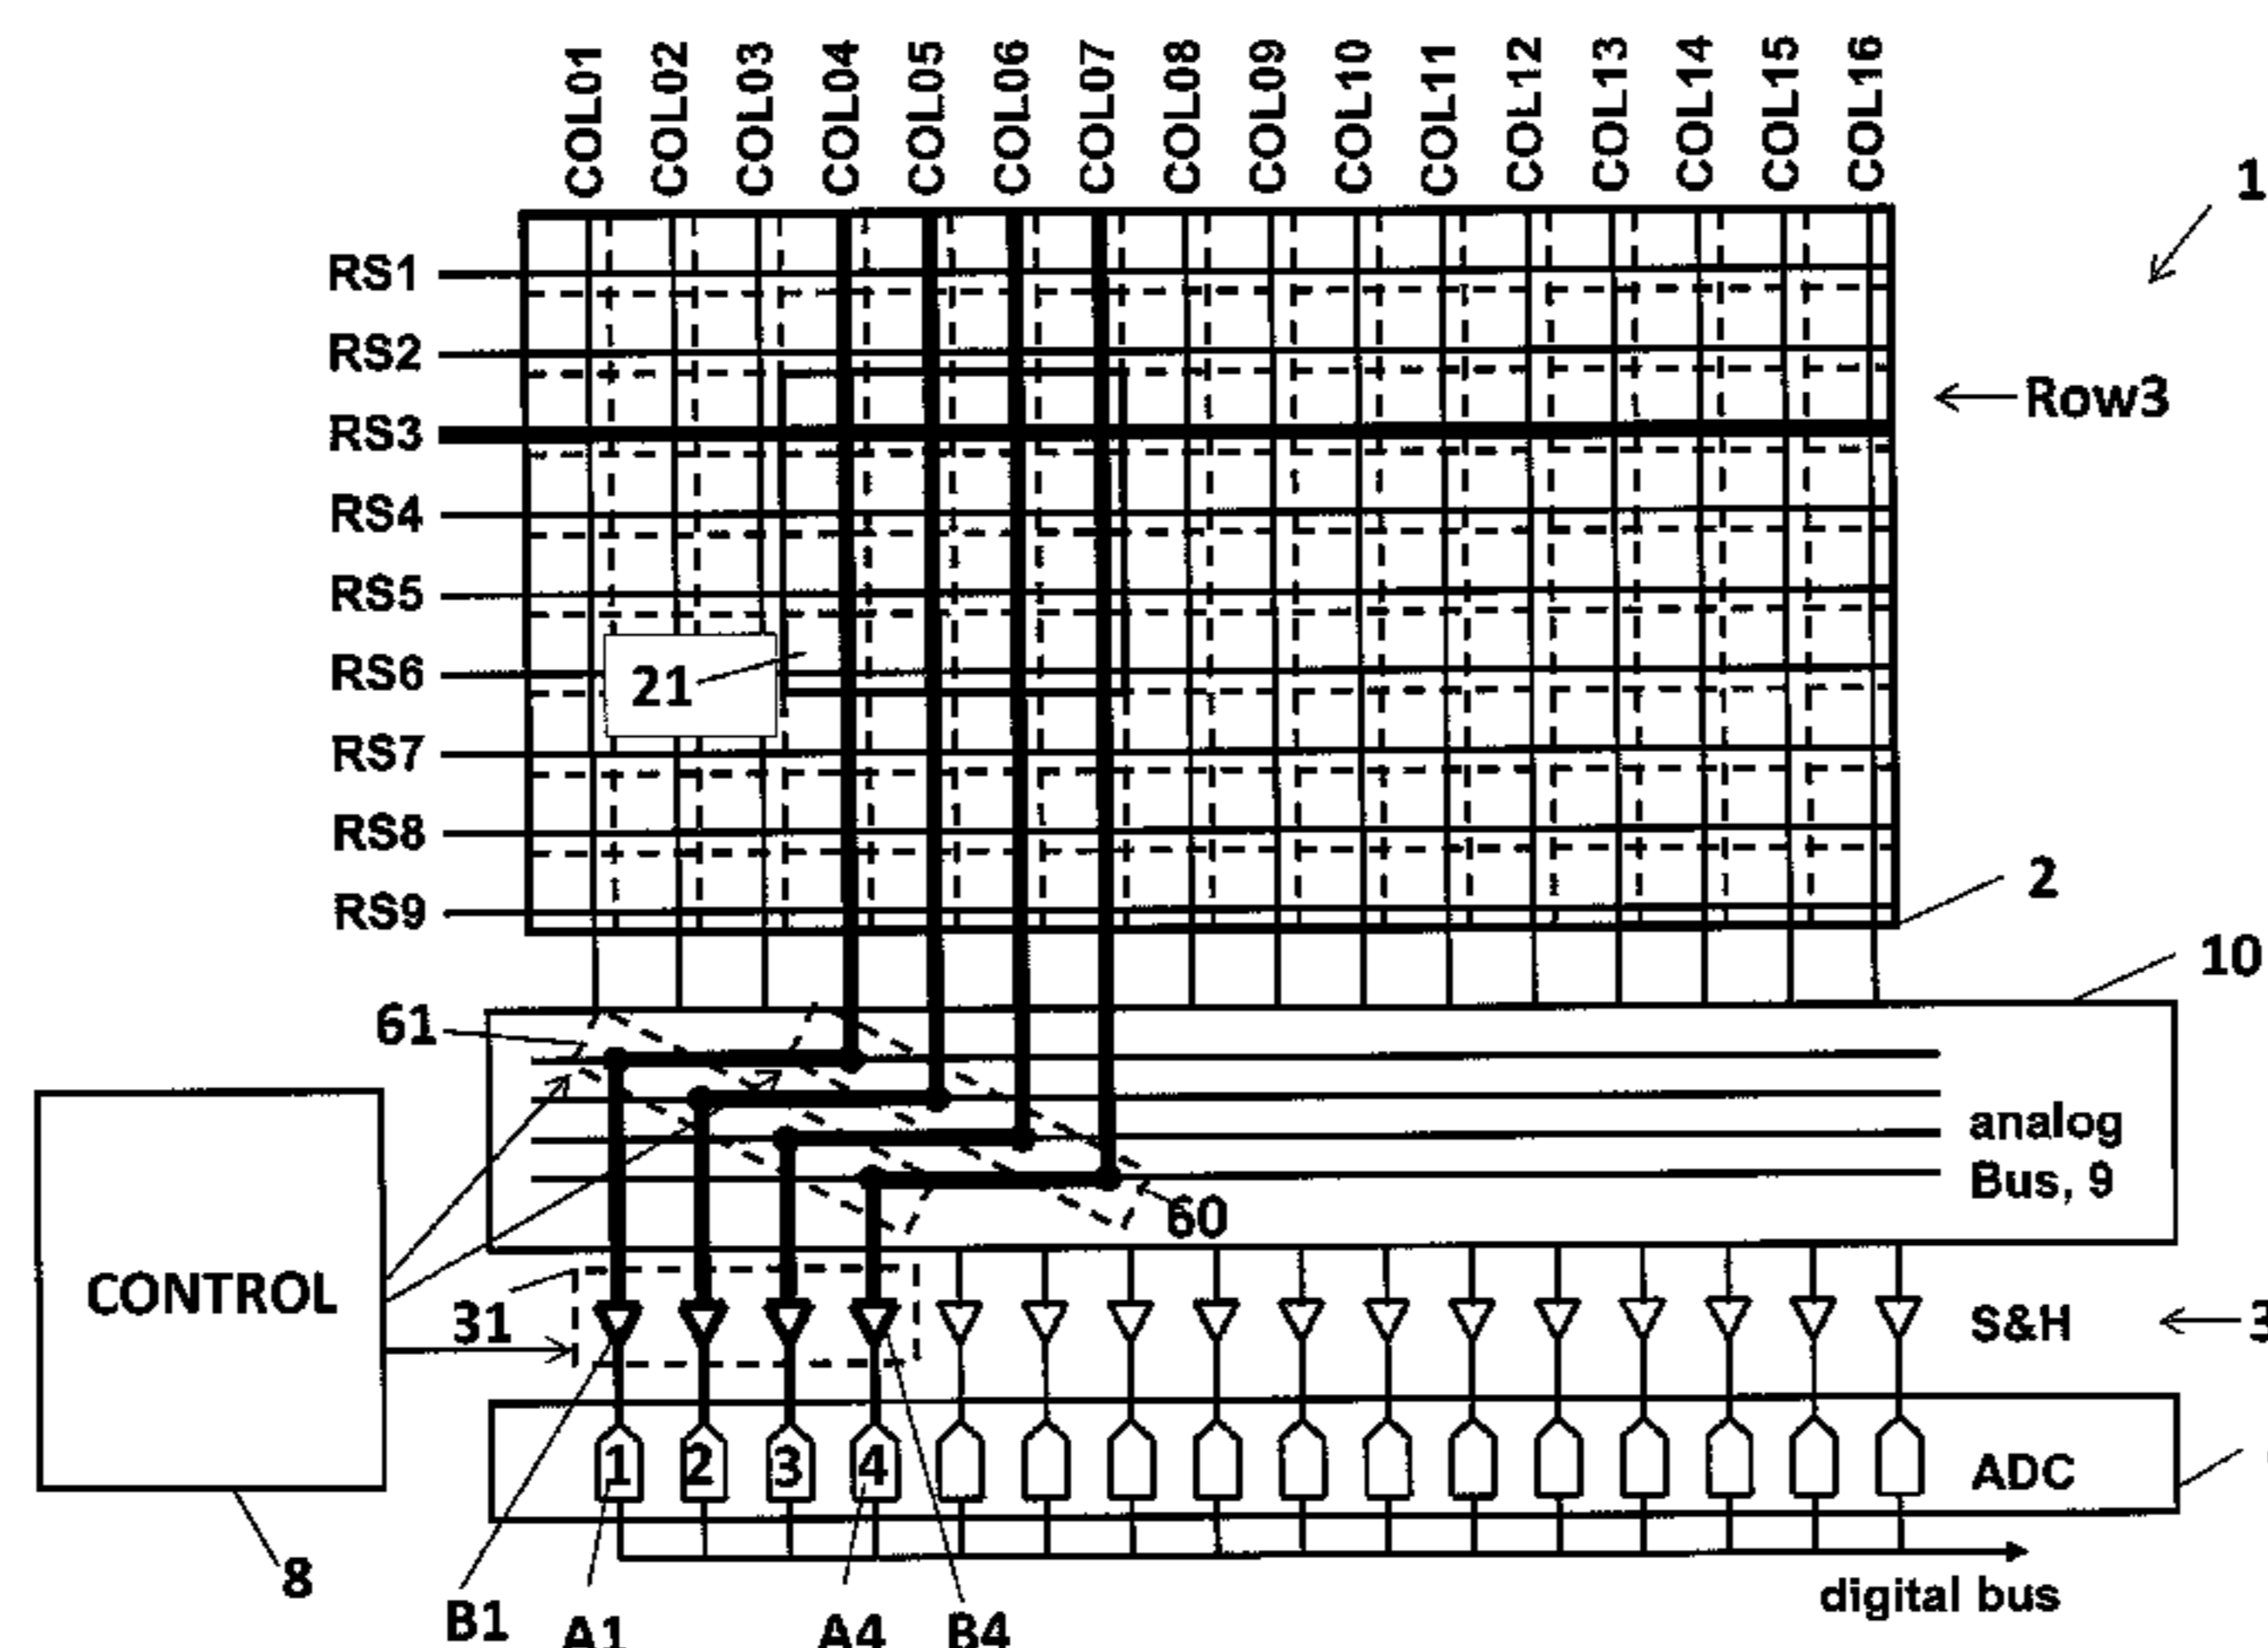 COL01 COL02 COL03 COL04 COL05 COL06 COL07 COL08 COL09 COL10 COL11 COL12 COL13 COL14 COL15 COL16
1
RS1
RS2
Row3
RS3
RS4
RS5
RS6
21
RS7
RS8
2
RS9
10
61
analog
Bus, 9
60
CONTROL
31
S&H
3
1 2 3 4
ADC
8
digital bus
B1
A1
A4
B4